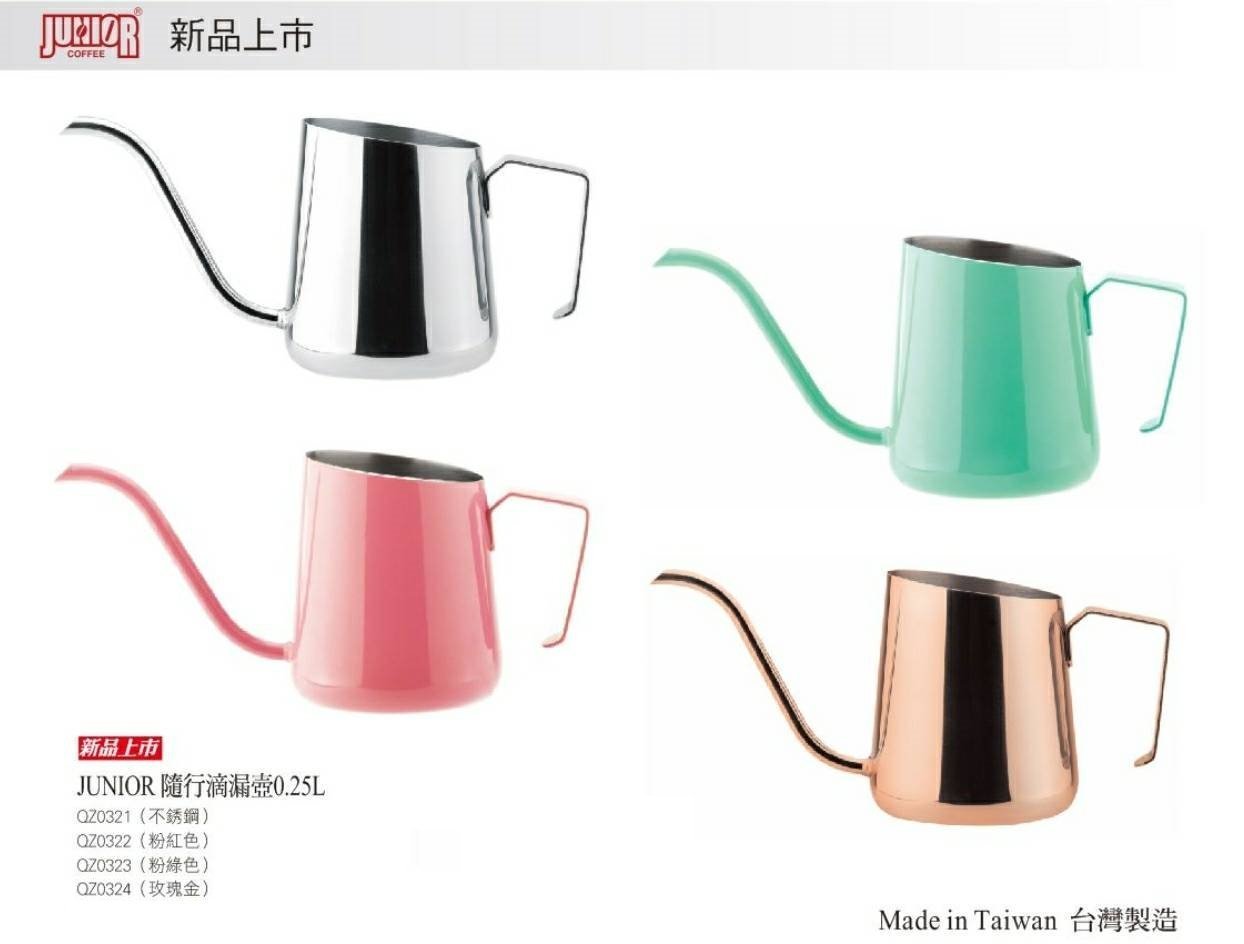 JUNIOR®
COFFEE
新品上市
新品上市
JUNIOR 隨行滴漏壺0.25L
QZ0321（不銹鋼）
QZ0322（粉紅色）
QZ0323（粉綠色）
QZ0324（玫瑰金）
Made in Taiwan 台灣製造